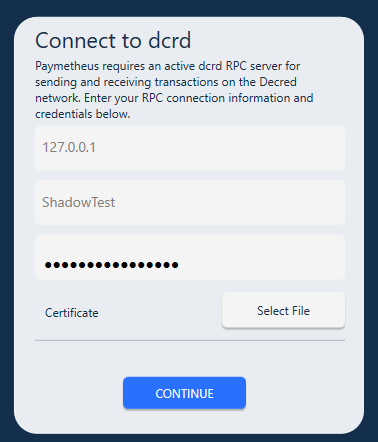 Connect to dcrd
Paymetheus requires an active dcrd RPC server for
sending and receiving transactions on the Decred
network. Enter your RPC connection information and
credentials below.
127.0.0.1
ShadowTest
●●●●●●●●●●●●●●●●
Certificate
Select File
CONTINUE